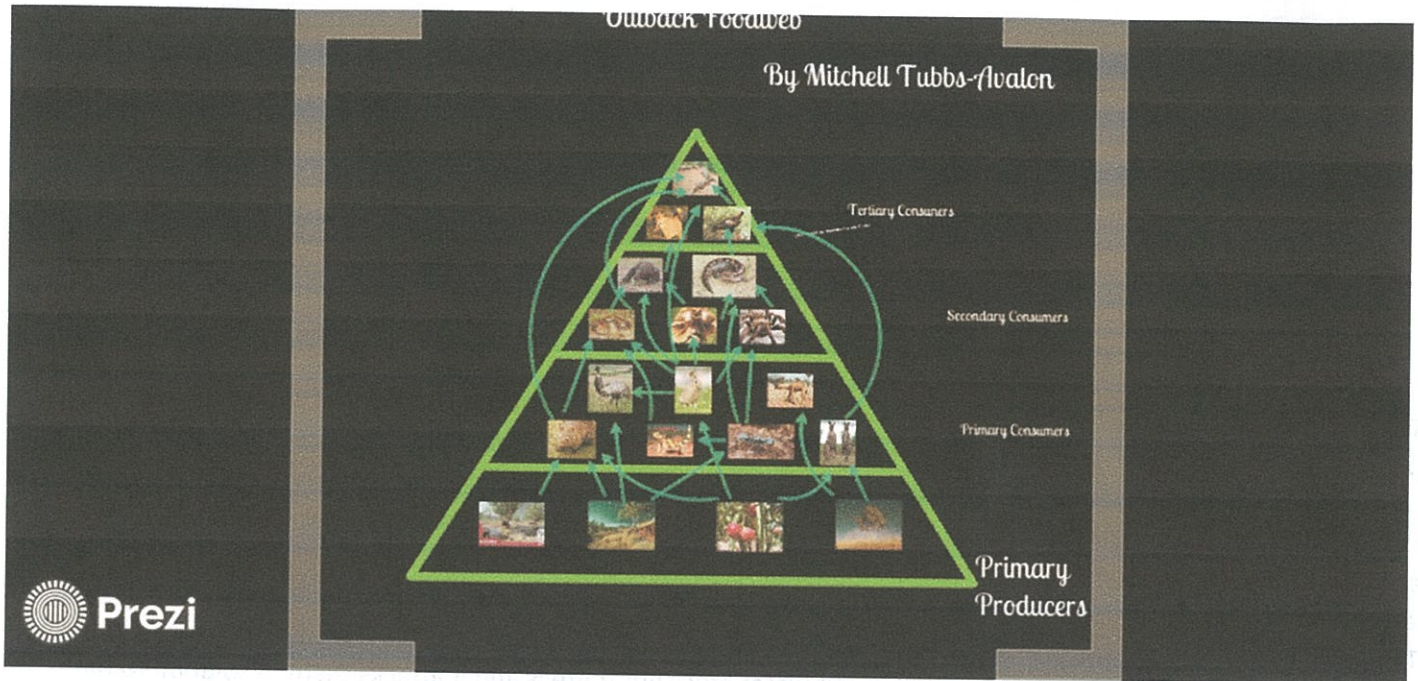 Outback Foodweb
By Mitchell Tubbs-Avalon
Tertiary Consumers
Secondary Consumers
Primary Consumers
Primary
Producers
Prezi